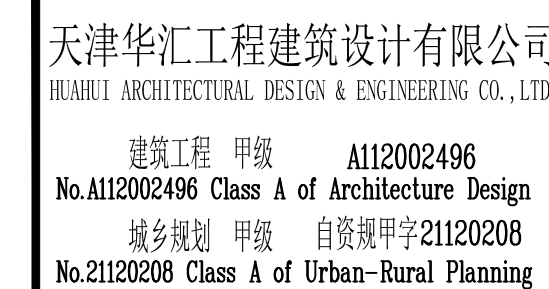 天津华汇工程建筑设计有限公司
HUAHUI ARCHITECTURAL DESIGN & ENGINEERING CO.,LTD
建筑工程 甲级 A112002496
No.A112002496 Class A of Architecture Design
城乡规划 甲级 自资规甲字21120208
No.21120208 Class A of Urban-Rural Planning